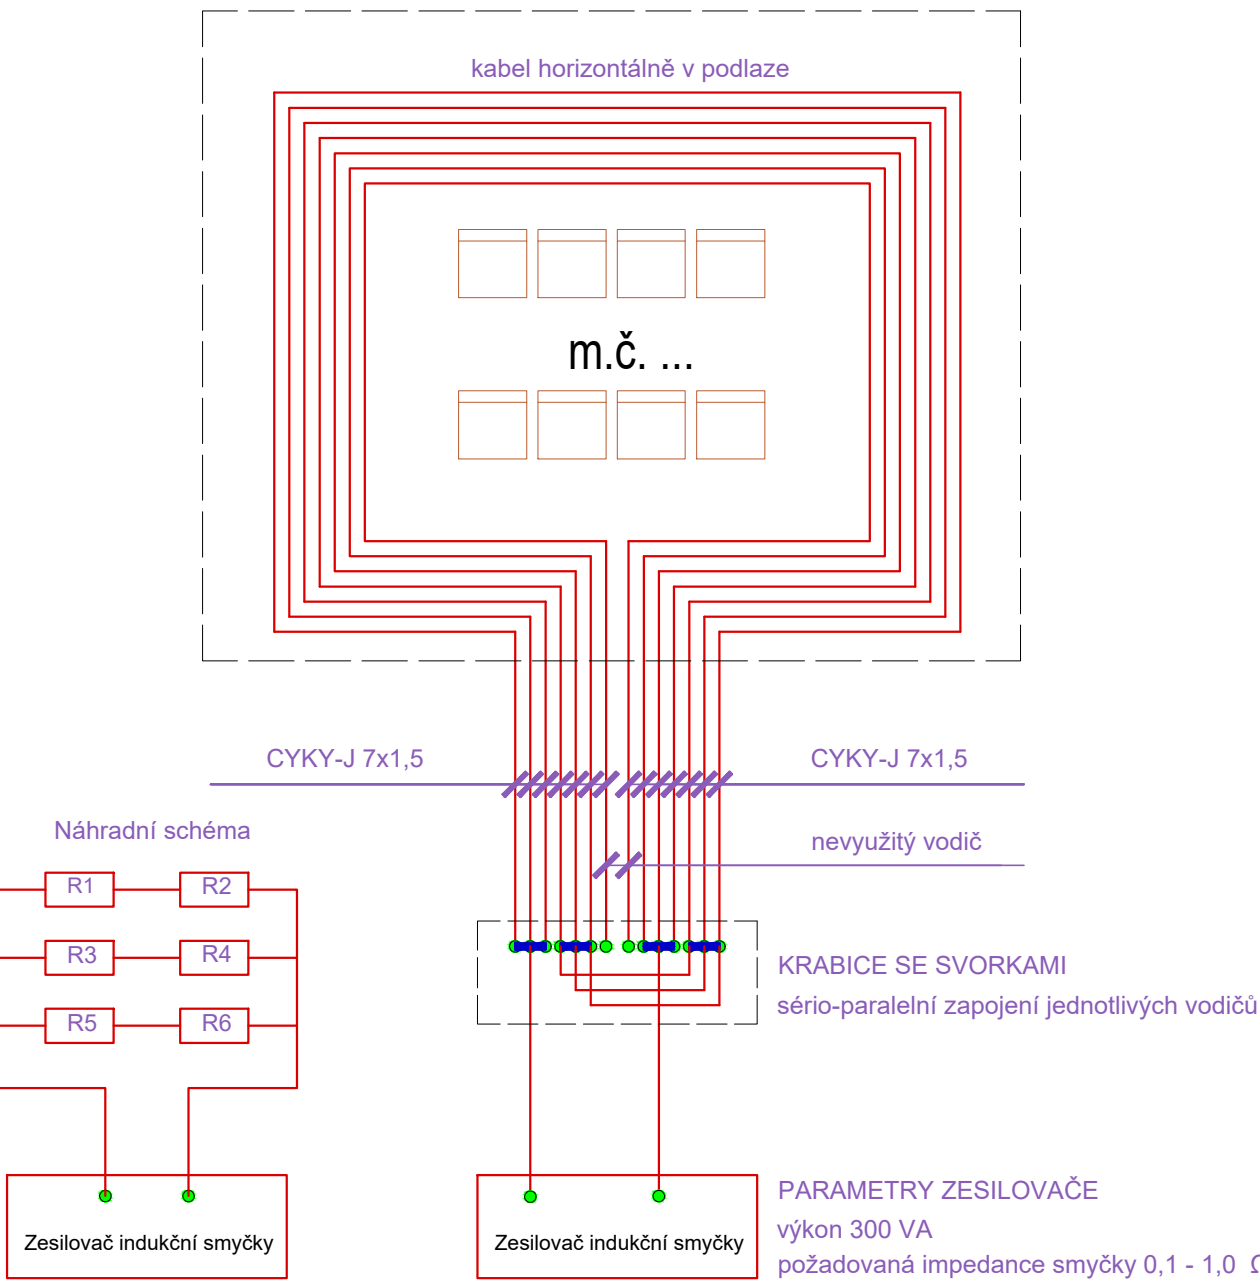 kabel horizontálně v podlaze
m.č. ...
CYKY-J 7x1,5
CYKY-J 7x1,5
Náhradní schéma
nevyužitý vodič
R1
R2
R3
R4
R5
R6
KRABICE SE SVORKAMI
sério-paralelní zapojení jednotlivých vodičů
PARAMETRY ZESILOVAČE
výkon 300 VA
požadovaná impedance smyčky 0,1 - 1,0 Ω
Zesilovač indukční smyčky
Zesilovač indukční smyčky